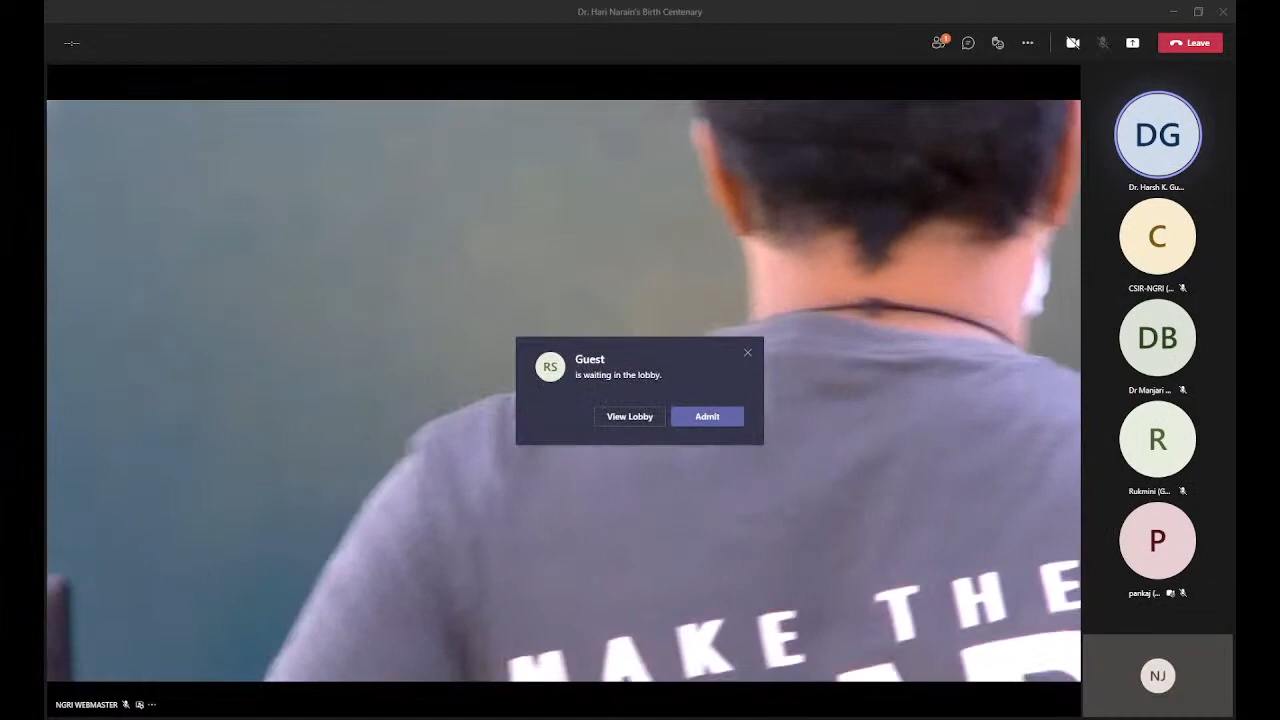 Dr. Hari Narain's Birth Centenary
--:--
1
Leave
DG
Dr. Harsh K. Gu...
C
CSIR-NGRI (...
DB
Dr Manjari ...
R
Rukmini (G...
P
pankaj (...
NJ
RS
Guest
is waiting in the lobby.
View Lobby
Admit
MAKE THE
NGRI WEBMASTER